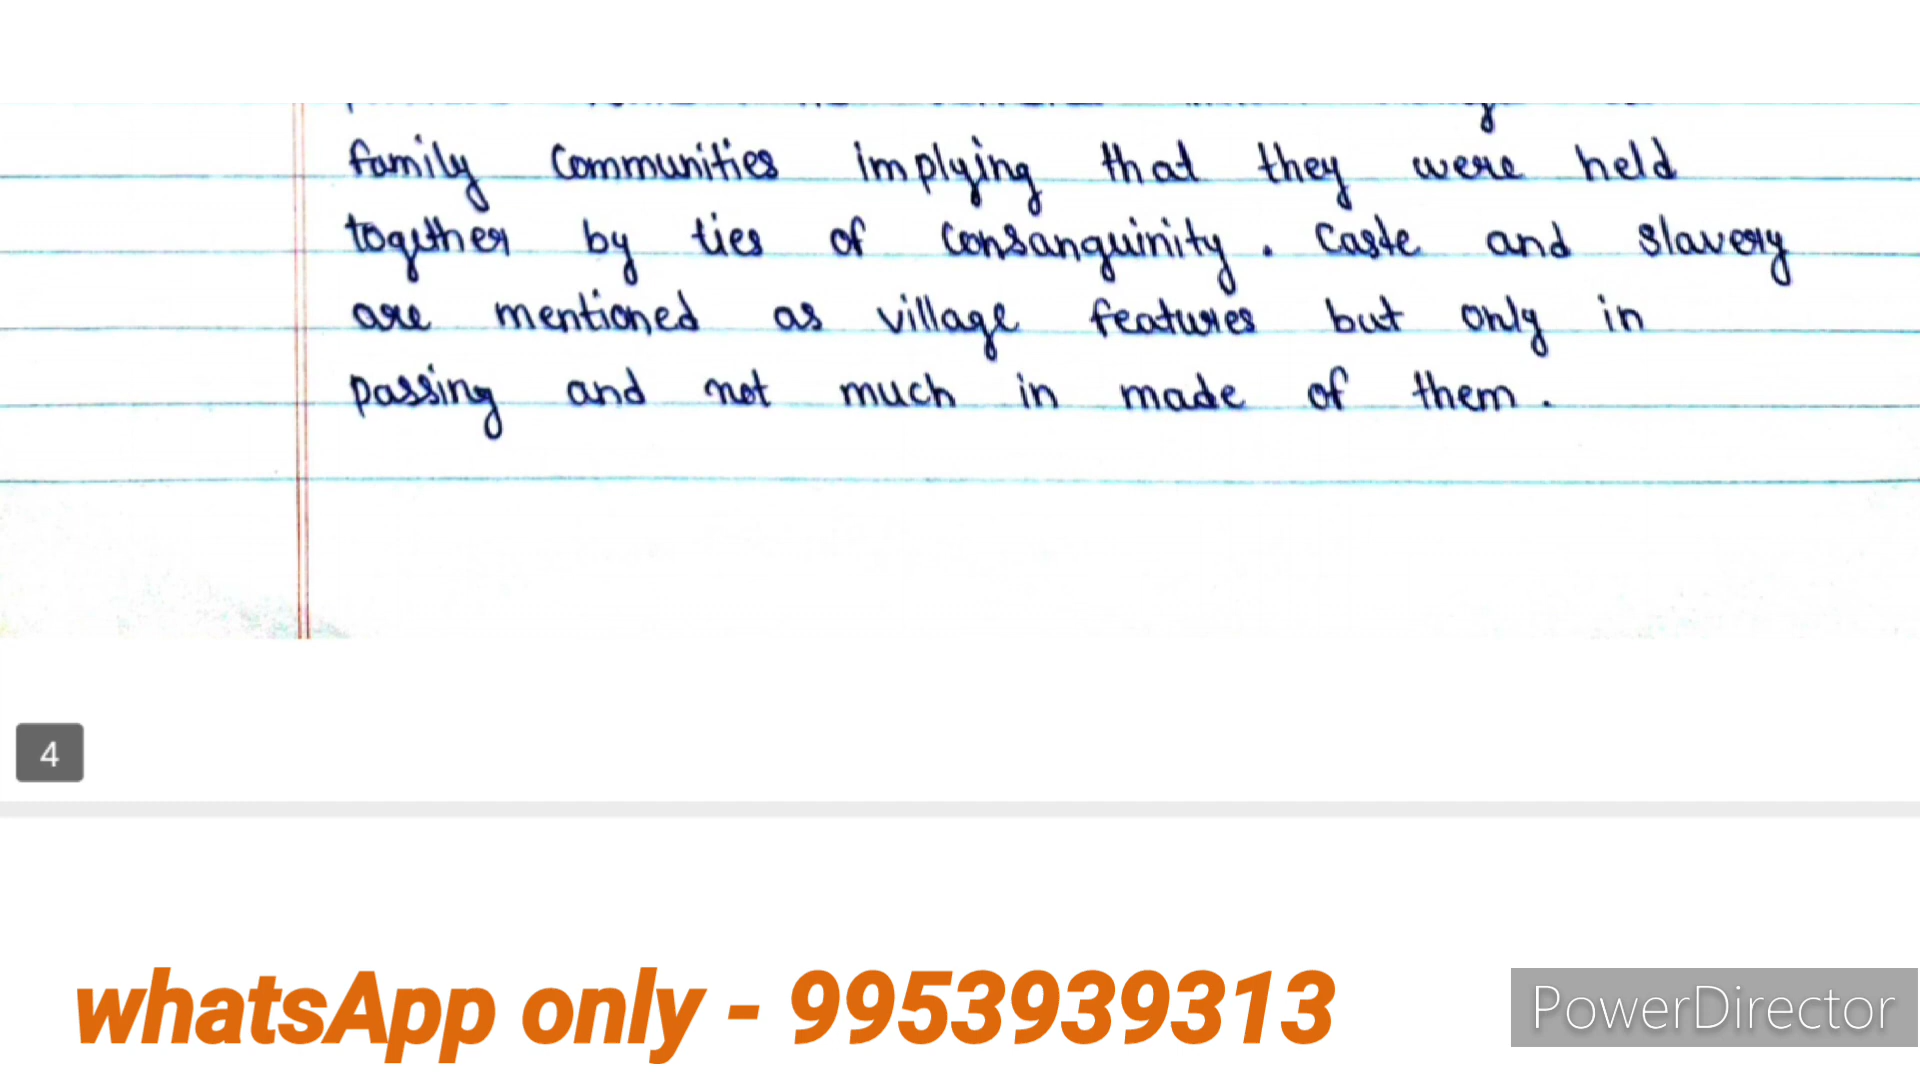 family communities implying that they were held
together by ties of consanguinity. Caste and slavery
are mentioned as village features but only in
passing and not much in made of them.
4
whatsApp only - 9953939313
PowerDirector